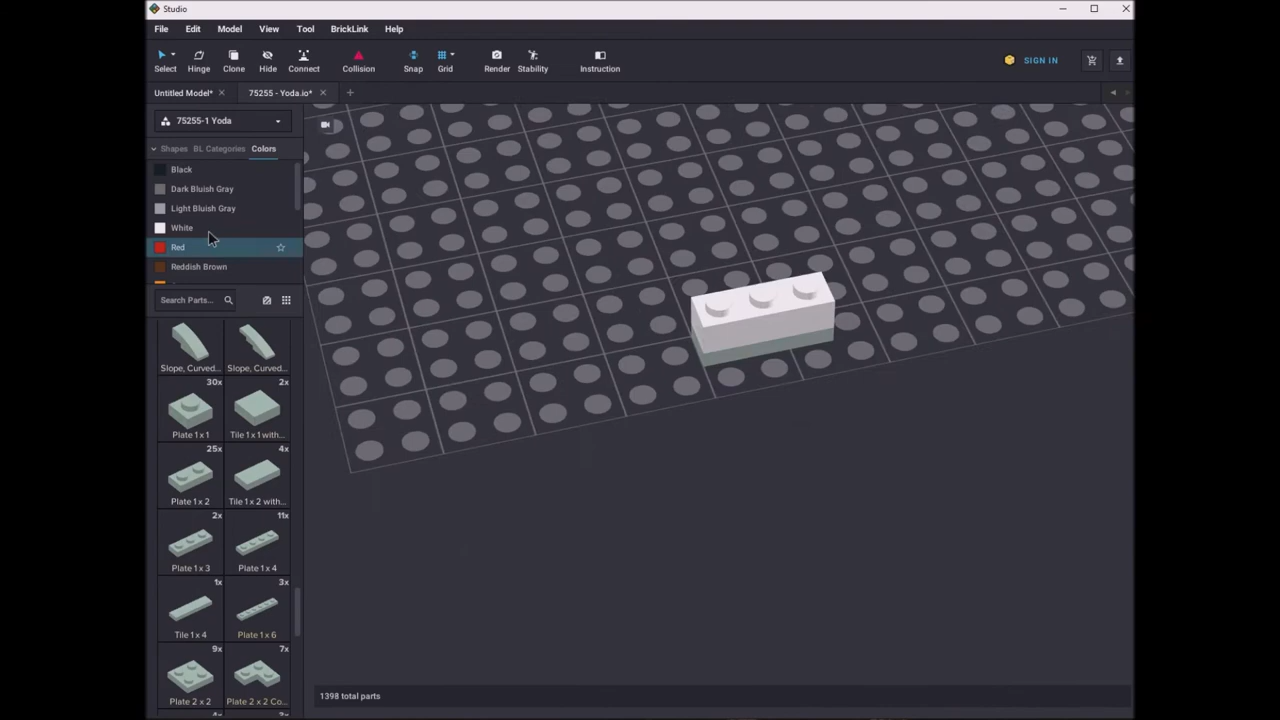 Studio
File Edit Model View Tool BrickLink Help
Select Hinge Clone Hide Connect Collision Snap Grid Render Stability Instruction SIGN IN
Untitled Model* 75255 - Yoda.io*
75255-1 Yoda
Shapes BL Categories Colors
Black
Dark Bluish Gray
Light Bluish Gray
White
Red
Reddish Brown
Search Parts...
Slope, Curved... Slope, Curved...
30x 2x
Plate 1 x 1 Tile 1 x 1 with...
25x 4x
Plate 1 x 2 Tile 1 x 2 with...
2x 11x
Plate 1 x 3 Plate 1 x 4
1x 3x
Tile 1 x 4 Plate 1 x 6
9x 7x
Plate 2 x 2 Plate 2 x 2 Co...
1398 total parts